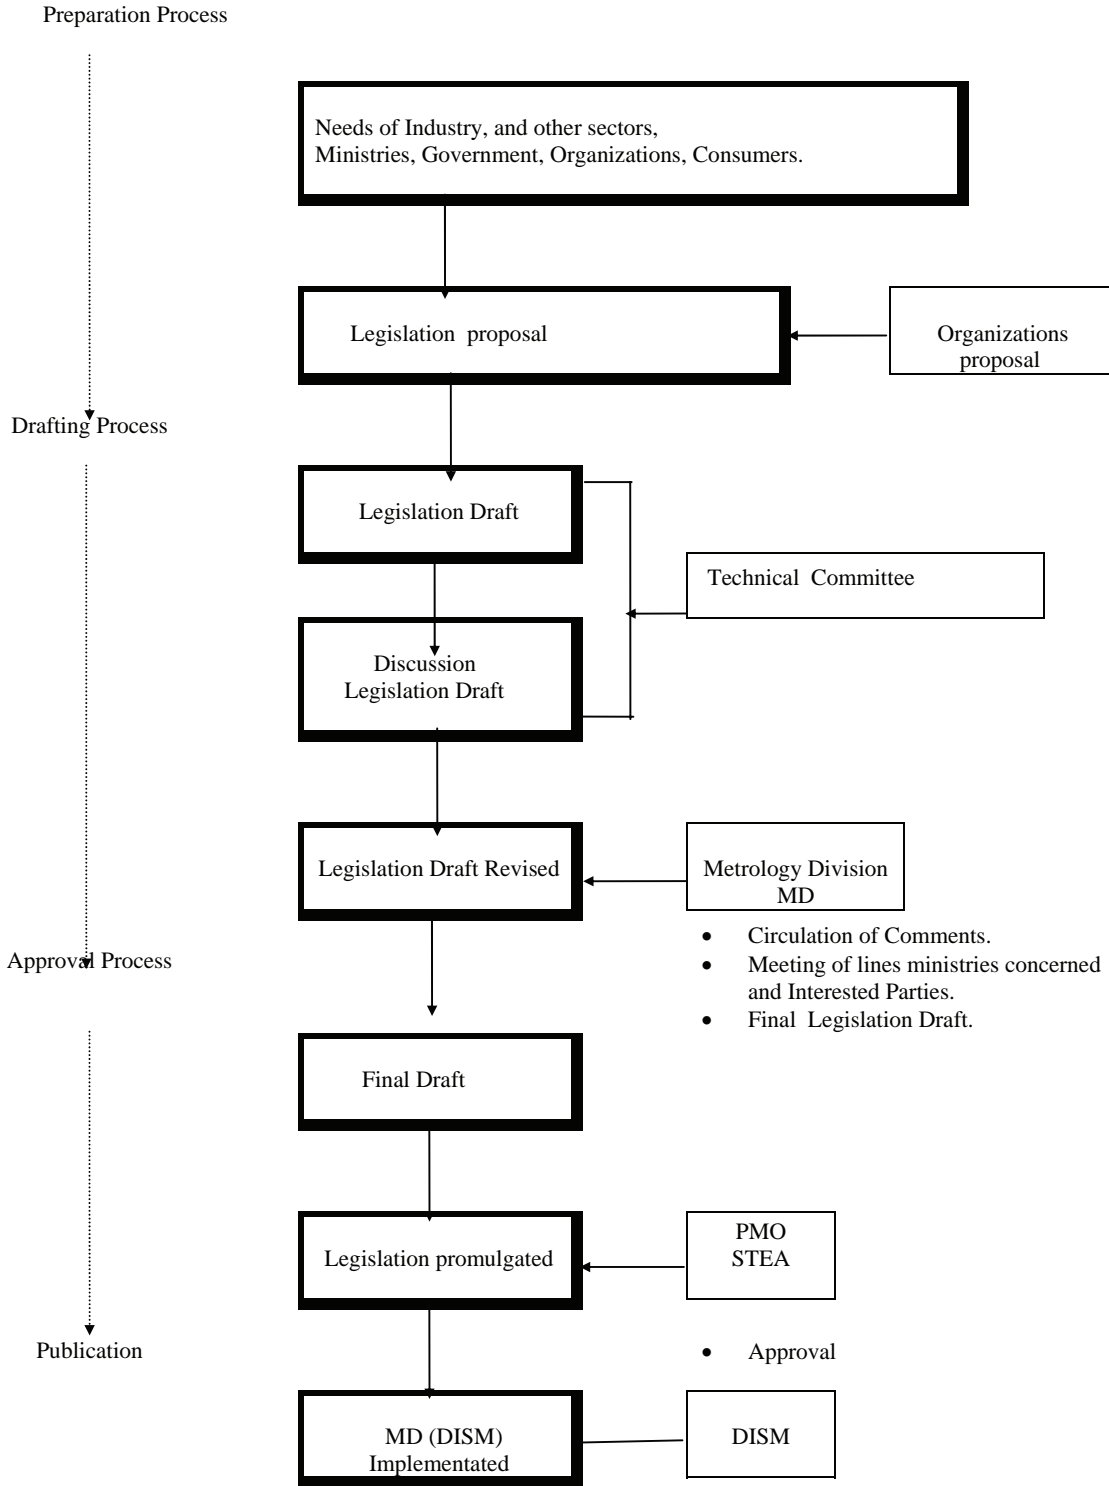 Preparation Process
Needs of Industry, and other sectors,
Ministries, Government, Organizations, Consumers.
Legislation proposal
Organizations
proposal
Drafting Process
Legislation Draft
Technical Committee
Discussion
Legislation Draft
Legislation Draft Revised
Metrology Division
MD
• Circulation of Comments.
• Meeting of lines ministries concerned
and Interested Parties.
• Final Legislation Draft.
Approval Process
Final Draft
Legislation promulgated
PMO
STEA
Publication
• Approval
MD (DISM)
Implementated
DISM